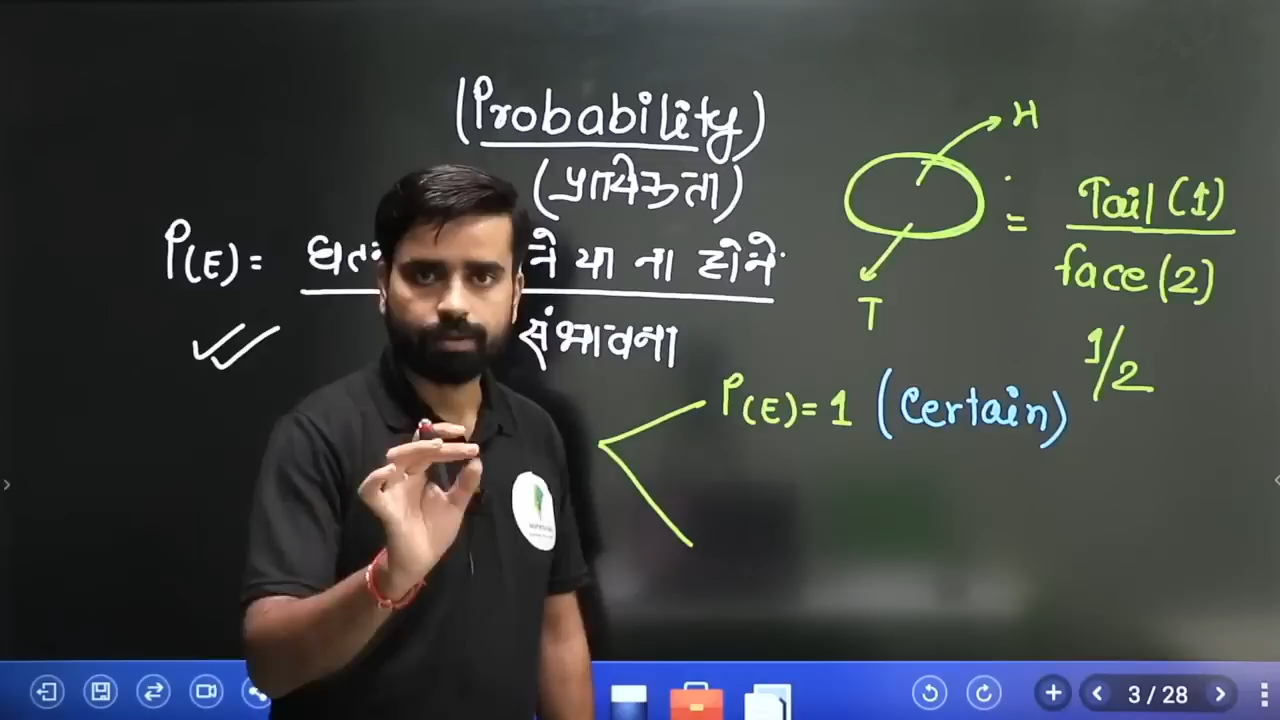 (Probability)
(प्रायिकता)
P(E)= ने या ना होने
संभावना
H
T
= Tail (1)
face (2)
1/2
P(E)= 1 (Certain)
3 / 28